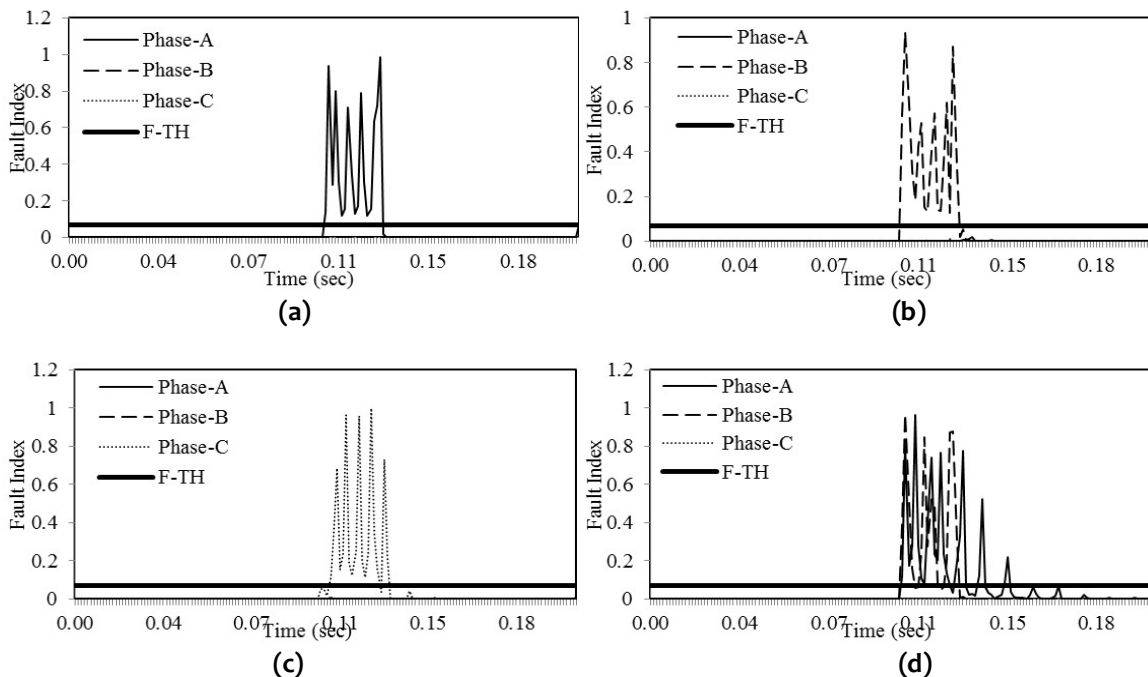 1.2
1
0.8
0.6
0.4
0.2
0
Fault Index
Phase-A
Phase-B
Phase-C
F-TH
0.00 0.04 0.07 0.11 0.15 0.18
Time (sec)
(a)
1
0.8
0.6
0.4
0.2
0
Fault Index
Phase-A
Phase-B
Phase-C
F-TH
0.00 0.04 0.07 0.11 0.15 0.18
Time (sec)
(b)
1.2
1
0.8
0.6
0.4
0.2
0
Fault Index
Phase-A
Phase-B
Phase-C
F-TH
0.00 0.04 0.07 0.11 0.15 0.18
Time (sec)
(c)
1.2
1
0.8
0.6
0.4
0.2
0
Fault Index
Phase-A
Phase-B
Phase-C
F-TH
0.00 0.04 0.07 0.11 0.15 0.18
Time (sec)
(d)